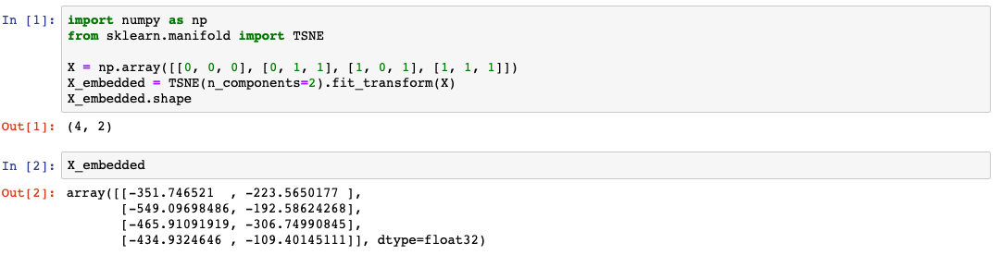 In [1]: import numpy as np
from sklearn.manifold import TSNE
X = np.array([[0, 0, 0], [0, 1, 1], [1, 0, 1], [1, 1, 1]])
X_embedded = TSNE(n_components=2).fit_transform(X)
X_embedded.shape
Out[1]: (4, 2)
In [2]: X_embedded
Out[2]: array([[-351.746521  , -223.5650177 ],
[-549.09698486, -192.58624268],
[-465.91091919, -306.74990845],
[-434.9324646 , -109.40145111]], dtype=float32)